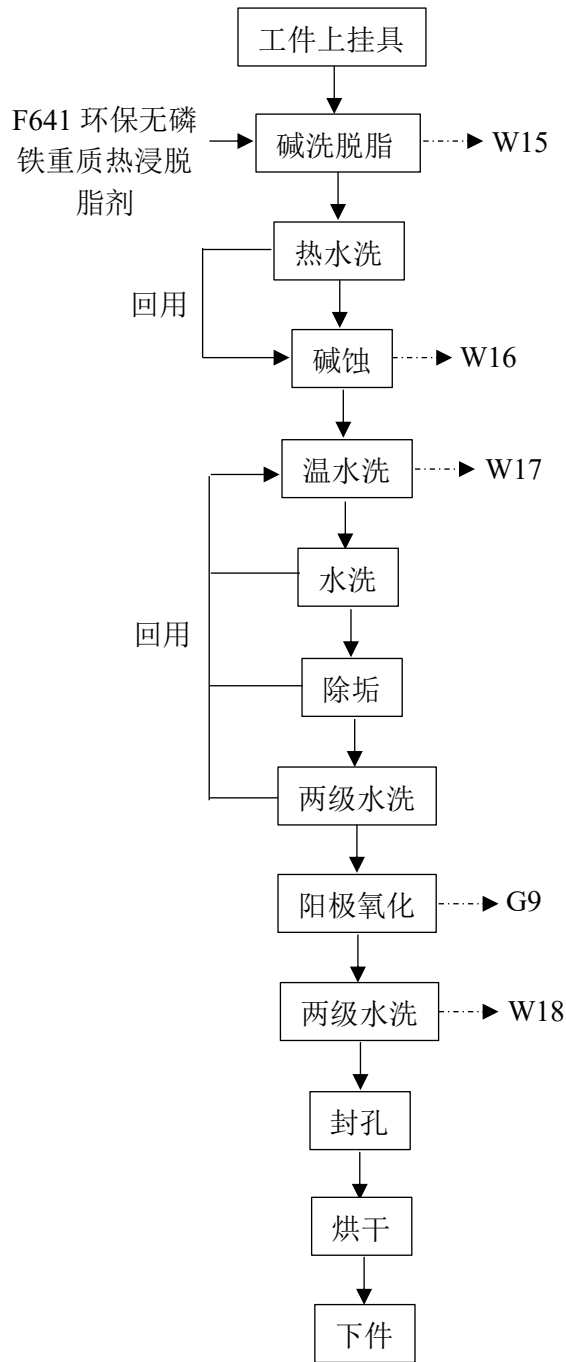 工件上挂具
F641 环保无磷
铁重质热浸脱
脂剂
碱洗脱脂
W15
热水洗
回用
碱蚀
W16
温水洗
W17
水洗
回用
除垢
两级水洗
阳极氧化
G9
两级水洗
W18
封孔
烘干
下件